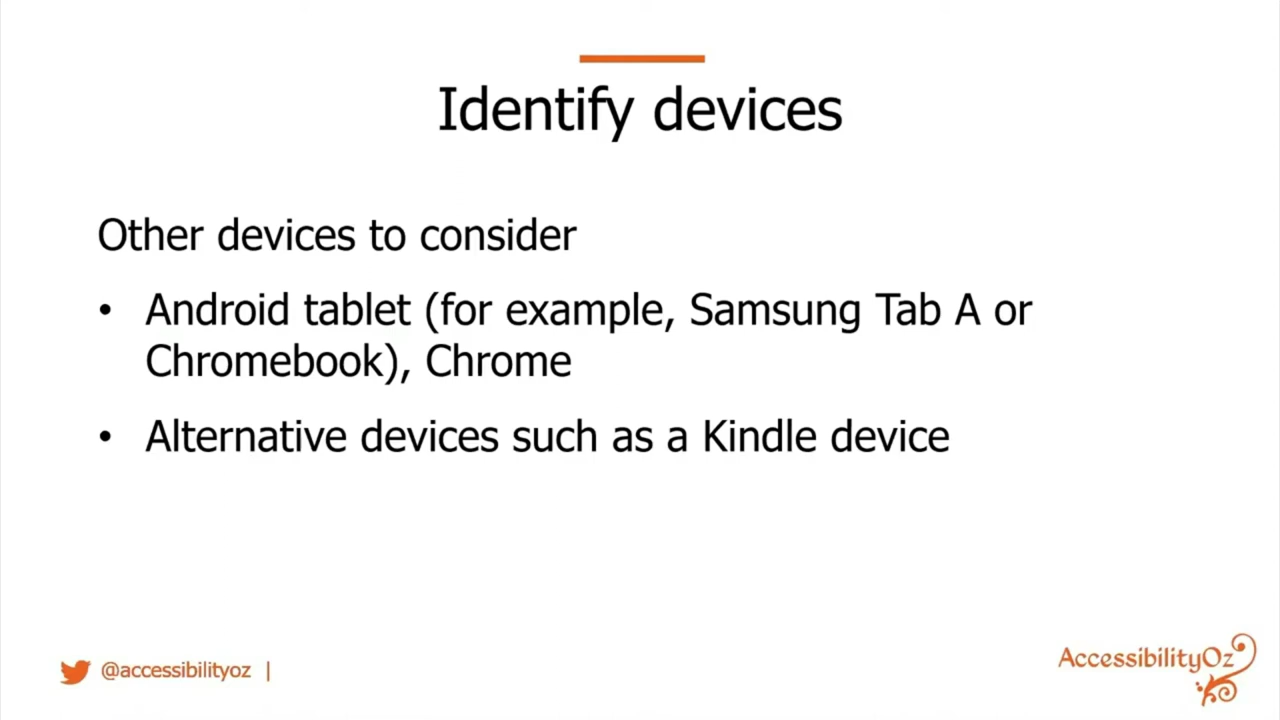 Identify devices
Other devices to consider
• Android tablet (for example, Samsung Tab A or
Chromebook), Chrome
• Alternative devices such as a Kindle device
@accessibilityoz |
AccessibilityOz